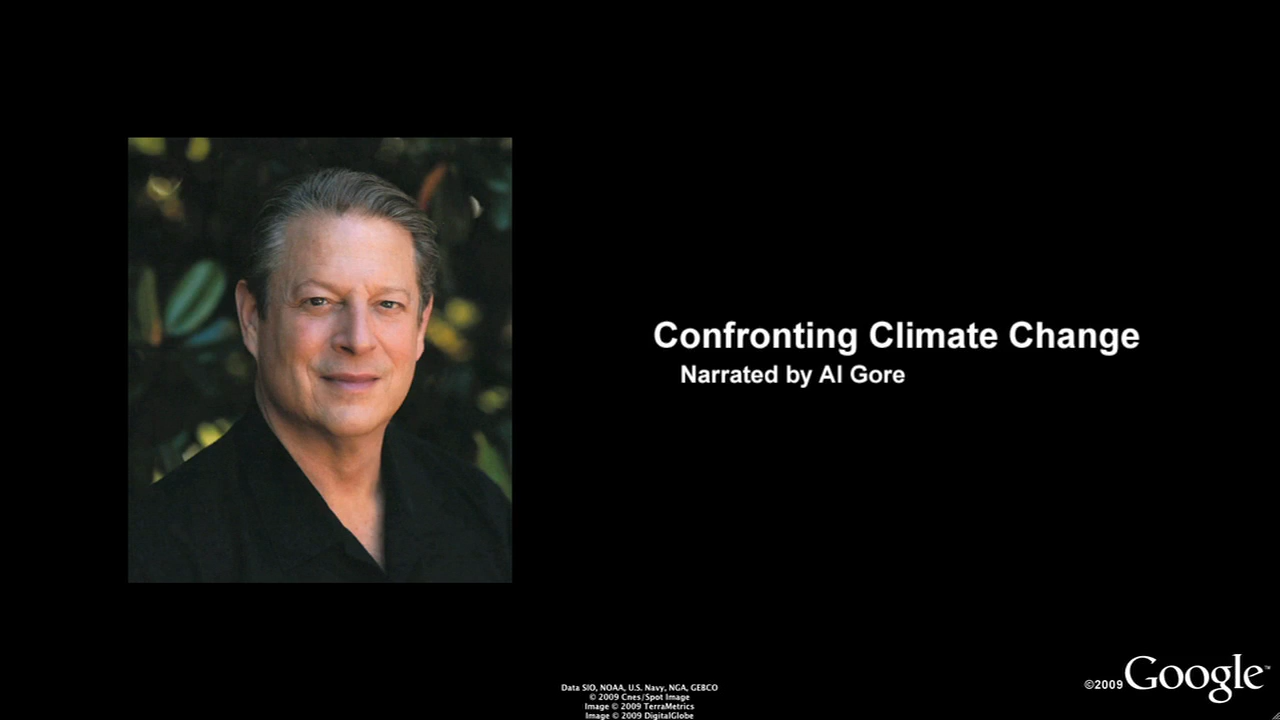 Confronting Climate Change
Narrated by Al Gore
Data SIO, NOAA, U.S. Navy, NGA, GEBCO
© 2009 Cnes/Spot Image
Image © 2009 TerraMetrics
Image © 2009 DigitalGlobe
©2009 Google™